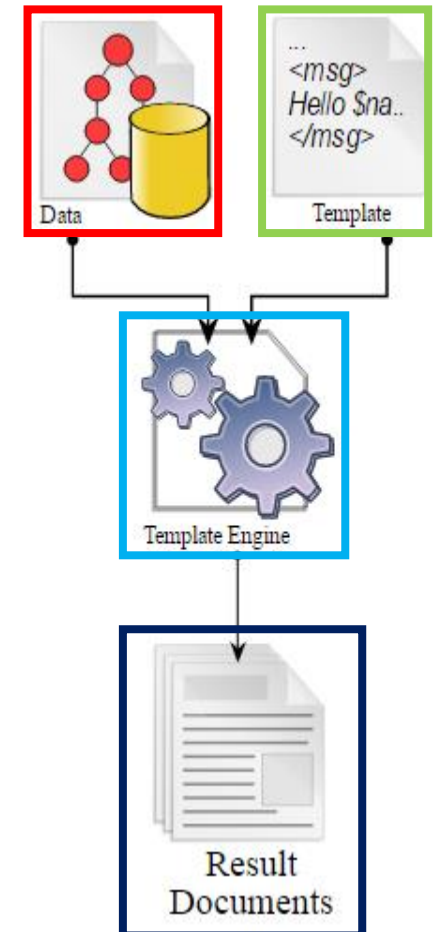 ...
<msg>
Hello $na..
</msg>
Data
Template
Template Engine
Result
Documents